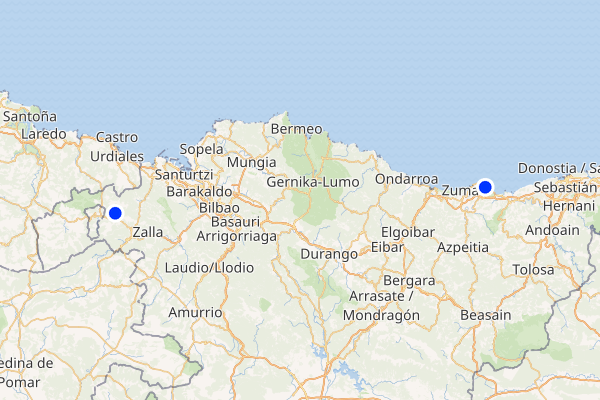 Santoña
Laredo
Castro
Urdiales
Bermeo
Sopela
Mungia
Santurtzi
Barakaldo
Gernika-Lumo
Ondarroa
Zuma
Donostia / Sa
Sebastián
Hernani
Bilbao
Basauri
Arrigorriaga
Zalla
Elgoibar
Eibar
Andoain
Azpeitia
Durango
Laudio/Llodio
Tolosa
Bergara
Arrasate /
Mondragón
Amurrio
Beasain
edina de
Pomar